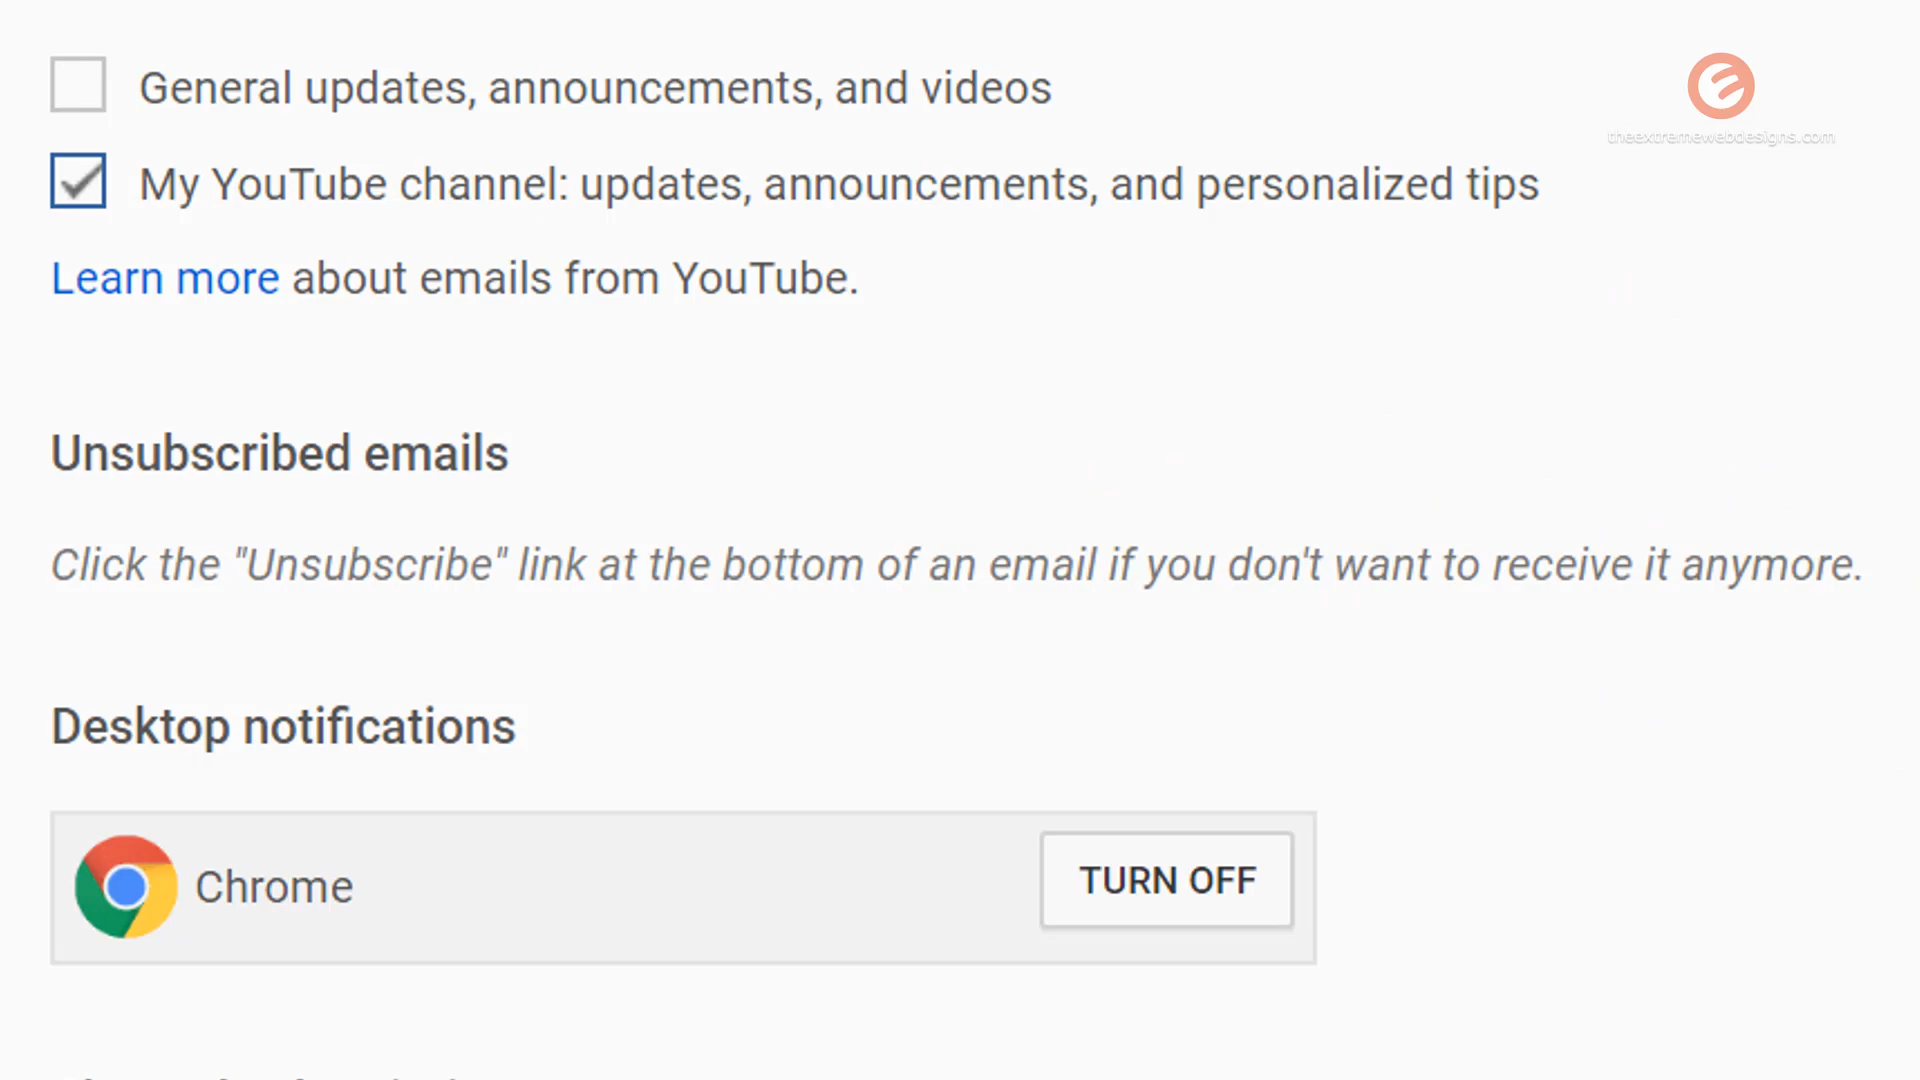 General updates, announcements, and videos
theextremewebdesigns.com
My YouTube channel: updates, announcements, and personalized tips
Learn more about emails from YouTube.
Unsubscribed emails
Click the "Unsubscribe" link at the bottom of an email if you don't want to receive it anymore.
Desktop notifications
Chrome
TURN OFF